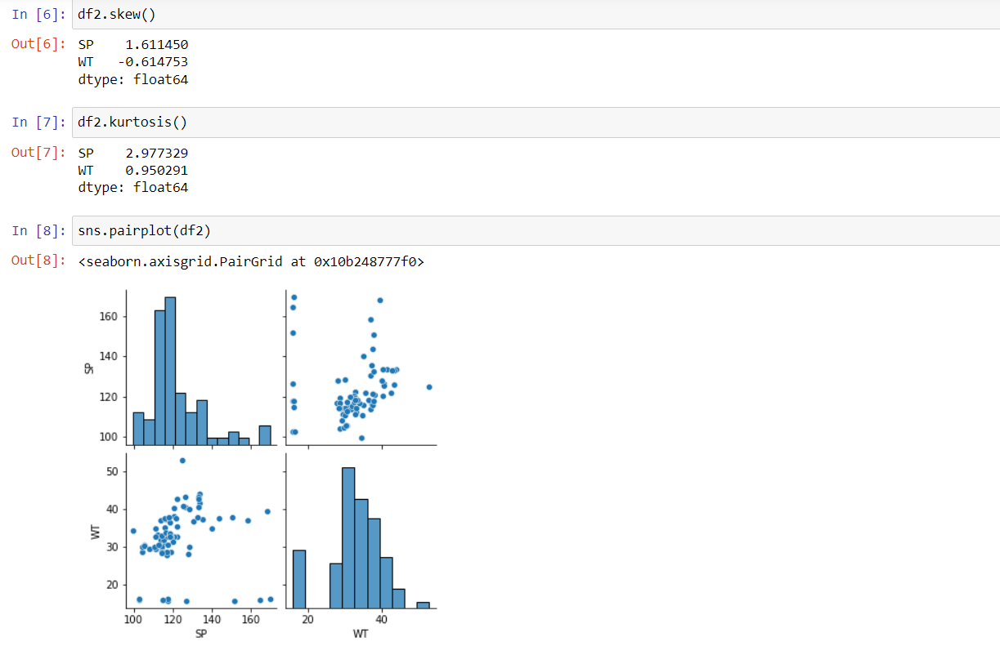 In [6]: df2.skew()
Out[6]: SP 1.611450
WT -0.614753
dtype: float64
In [7]: df2.kurtosis()
Out[7]: SP 2.977329
WT 0.950291
dtype: float64
In [8]: sns.pairplot(df2)
Out[8]: <seaborn.axisgrid.PairGrid at 0x10b248777f0>
160
140
120
100
SP
50
40
30
20
WT
100 120 140 160
SP
20 40
WT